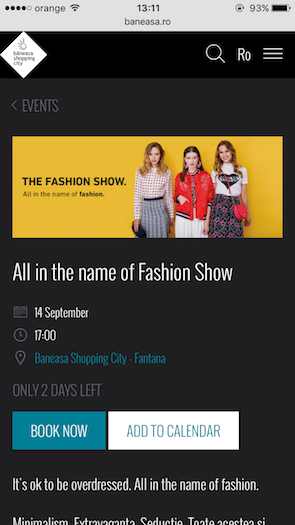 orange
13:11
93%
baneasa.ro
băneasa
shopping
city
Ro
EVENTS
THE FASHION SHOW.
All in the name of fashion.
All in the name of Fashion Show
14 September
17:00
Baneasa Shopping City - Fantana
ONLY 2 DAYS LEFT
BOOK NOW
ADD TO CALENDAR
It's ok to be overdressed. All in the name of fashion.
Minimalism. Extravaganta. Seductie. Toate acestea si